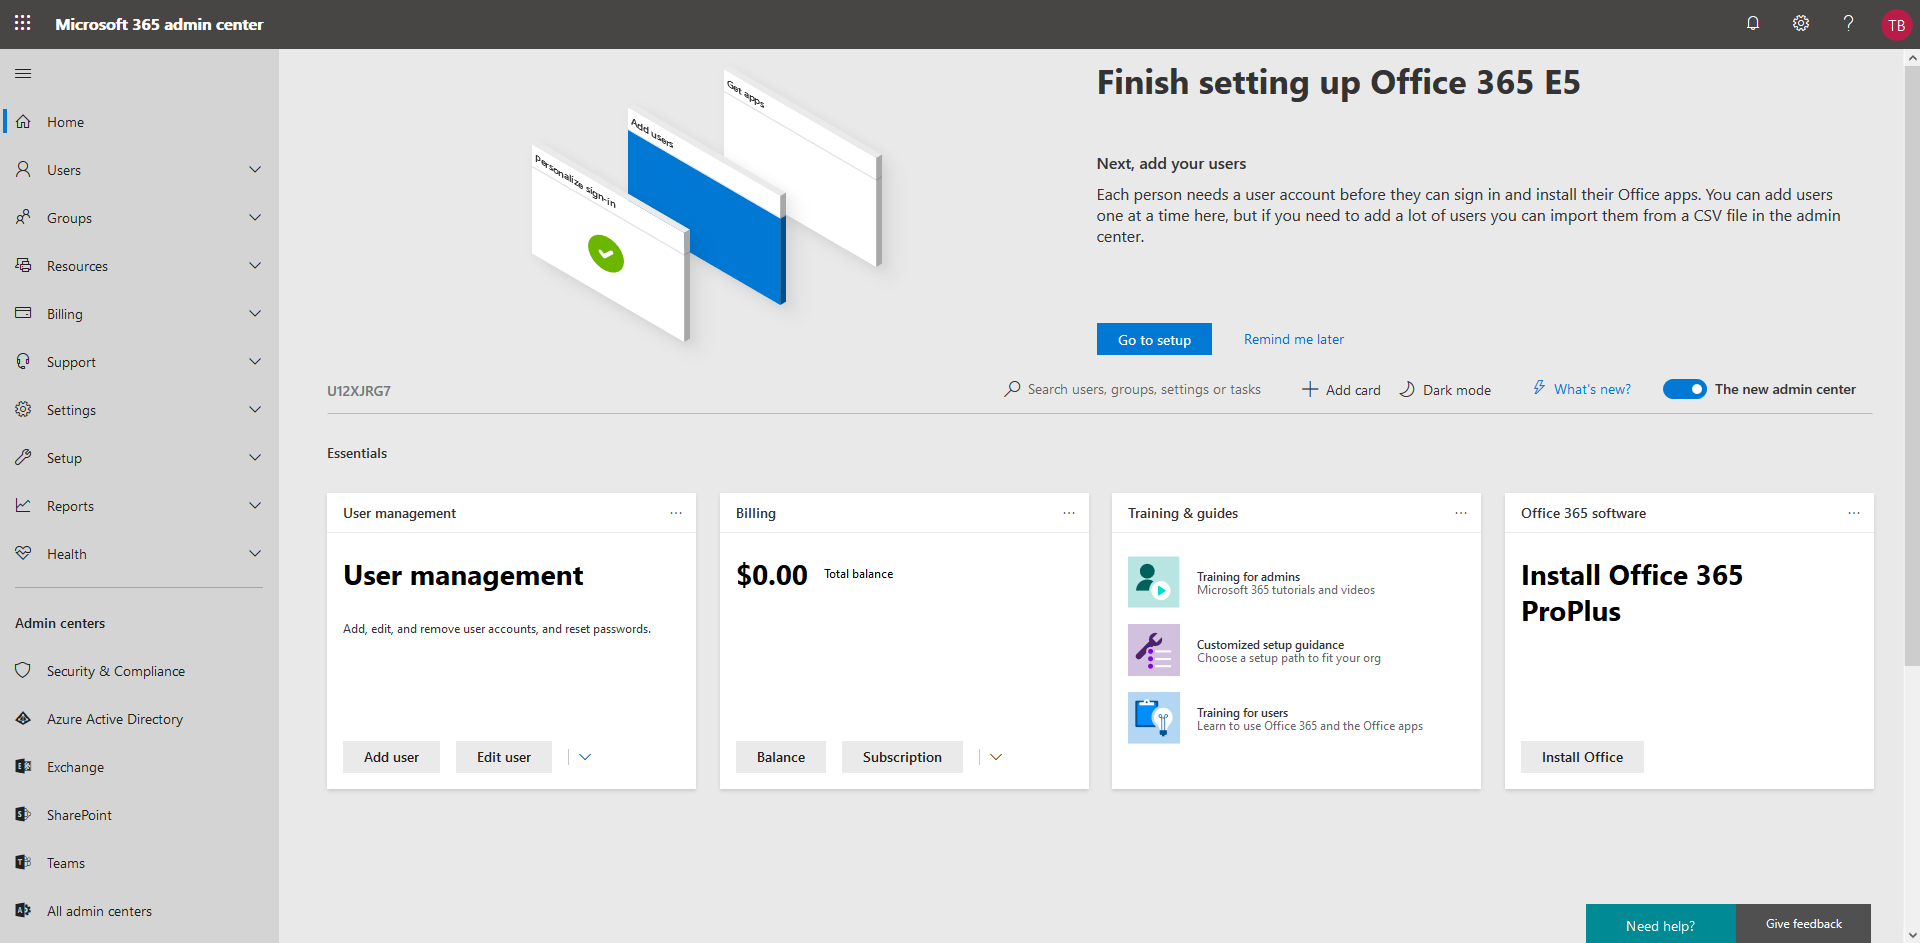 Microsoft 365 admin center
TB
Home
Users
Groups
Resources
Billing
Support
Settings
Setup
Reports
Health
Admin centers
Security & Compliance
Azure Active Directory
Exchange
SharePoint
Teams
All admin centers
Get apps
Add users
Personalize sign-in
Finish setting up Office 365 E5
Next, add your users
Each person needs a user account before they can sign in and install their Office apps. You can add users
one at a time here, but if you need to add a lot of users you can import them from a CSV file in the admin
center.
Go to setup
Remind me later
U12XJRG7
Search users, groups, settings or tasks
Add card
Dark mode
What's new?
The new admin center
Essentials
User management
User management
Add, edit, and remove user accounts, and reset passwords.
Add user
Edit user
Billing
$0.00 Total balance
Balance
Subscription
Training & guides
Training for admins
Microsoft 365 tutorials and videos
Customized setup guidance
Choose a setup path to fit your org
Training for users
Learn to use Office 365 and the Office apps
Office 365 software
Install Office 365
ProPlus
Install Office
Need help?
Give feedback